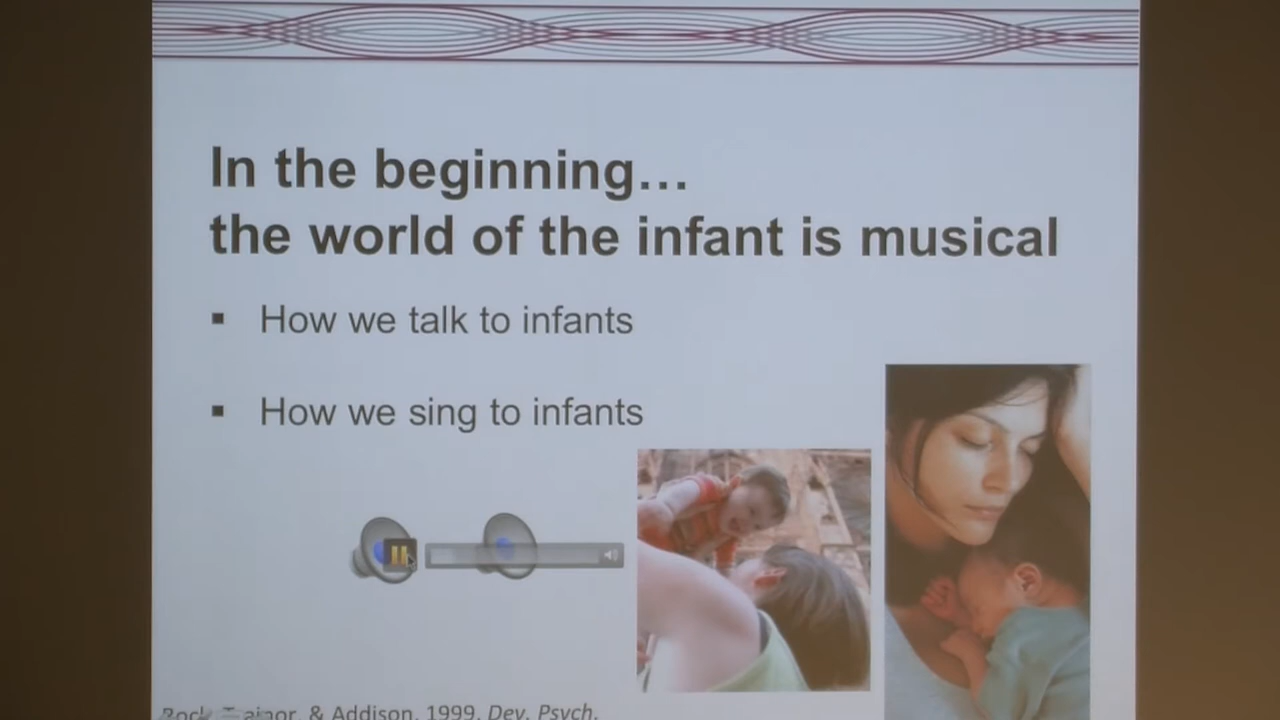 In the beginning…
the world of the infant is musical
▪ How we talk to infants
▪ How we sing to infants
Rock, Trainor, & Addison, 1999, Dev. Psych.